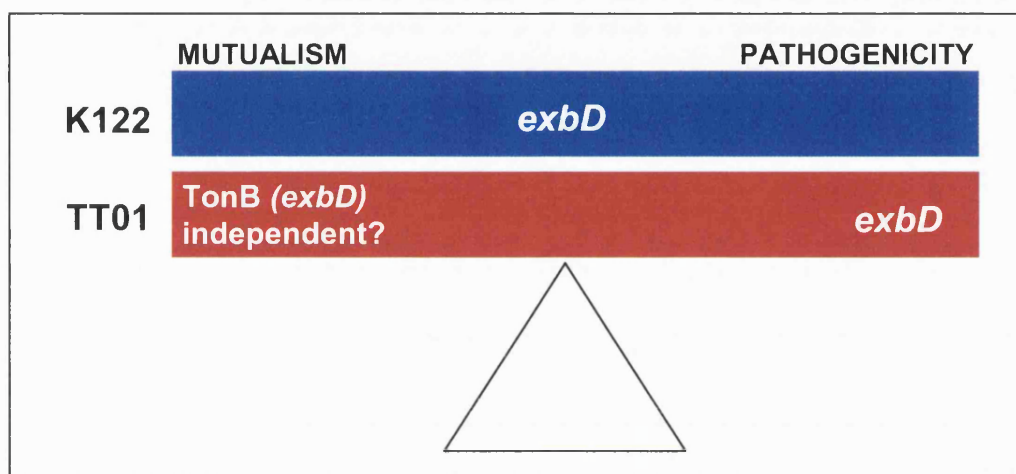 MUTUALISM PATHOGENICITY
K122 exbD
TT01 TonB (exbD) independent? exbD